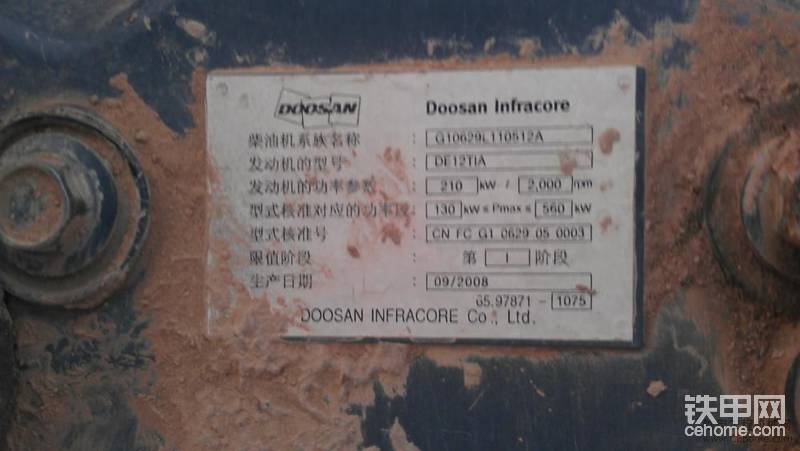 DOOSAN Doosan Infracore
柴油机系族名称 : G10629L110512A
发动机的型号 : DE12TIA
发动机的功率参数 : 210 kW / 2,000 rpm
型式核准对应的功率段 : 130 kW ≤ Pmax ≤ 560 kW
型式核准号 : CN FC G1 0629 05 0003
限值阶段 : 第 I 阶段
生产日期 : 09/2008
65.97871 - 1075
DOOSAN INFRACORE Co., Ltd.
铁甲网
cehome.com